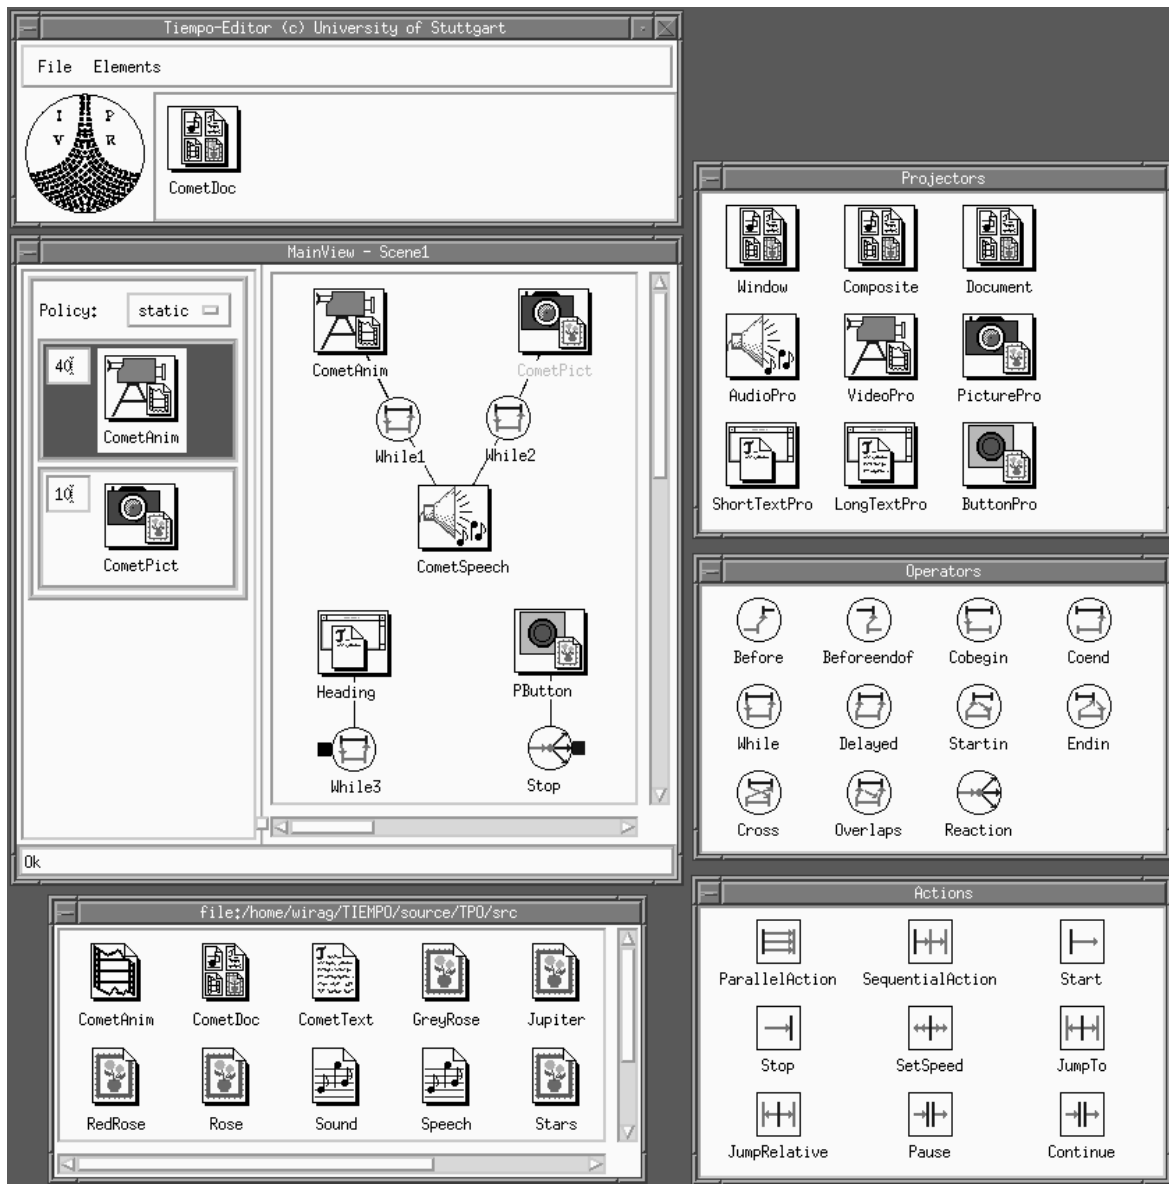 Tiempo-Editor (c) University of Stuttgart
File Elements
I P
V R
CometDoc
MainView - Scene1
Policy: static
40
CometAnim
10
CometPict
CometAnim CometPict
While1 While2
CometSpeech
Heading PButton
While3 Stop
Ok
file:/home/wirag/TIEMPO/source/TPO/src
CometAnim CometDoc CometText GreyRose Jupiter
RedRose Rose Sound Speech Stars
Projectors
Window Composite Document
AudioPro VideoPro PicturePro
ShortTextPro LongTextPro ButtonPro
Operators
Before Beforeendof Cobegin Coend
While Delayed Startin Endin
Cross Overlaps Reaction
Actions
ParallelAction SequentialAction Start
Stop SetSpeed JumpTo
JumpRelative Pause Continue